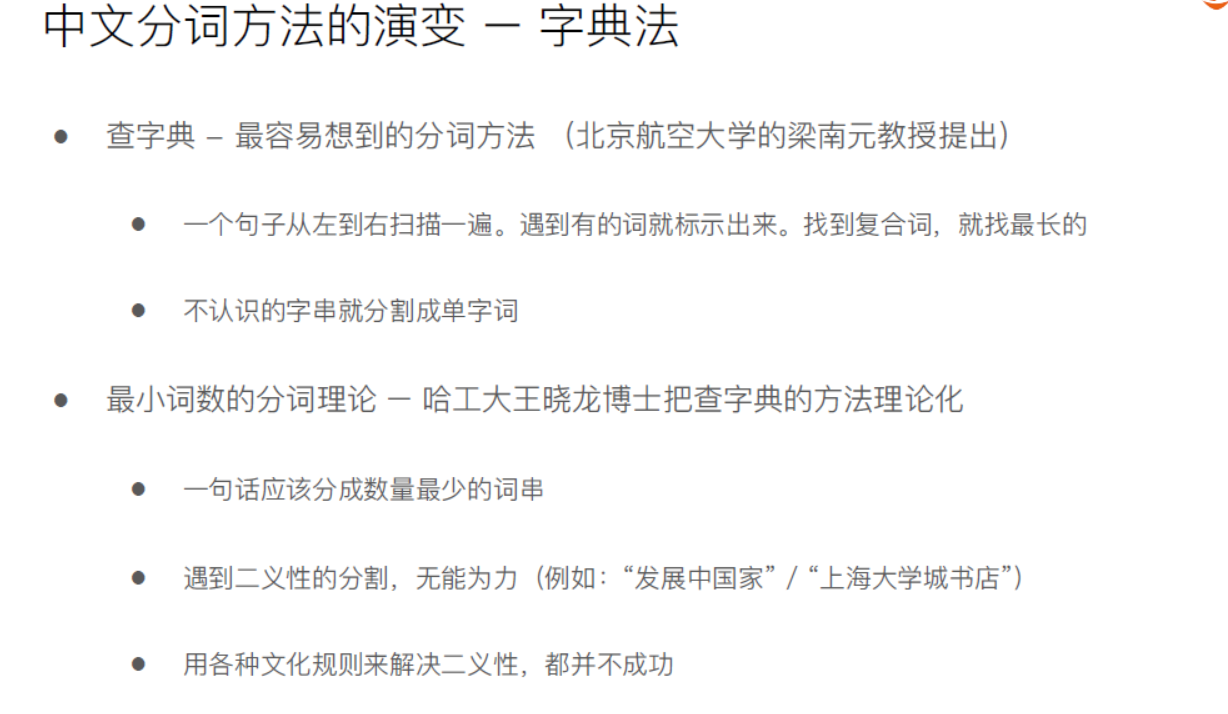 中文分词方法的演变 — 字典法
● 查字典 – 最容易想到的分词方法 （北京航空大学的梁南元教授提出）
● 一个句子从左到右扫描一遍。遇到有的词就标示出来。找到复合词，就找最长的
● 不认识的字串就分割成单字词
● 最小词数的分词理论 — 哈工大王晓龙博士把查字典的方法理论化
● 一句话应该分成数量最少的词串
● 遇到二义性的分割，无能为力（例如：“发展中国家” / “上海大学城书店”）
● 用各种文化规则来解决二义性，都并不成功